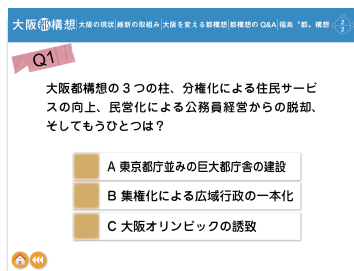 大阪都構想 大阪の現状 維新の取組み 大阪を変える都構想 都構想の Q&A 福島〝都〟構想
Q1
大阪都構想の３つの柱、分権化による住民サービ
スの向上、民営化による公務員経営からの脱却、
そしてもうひとつは？
A 東京都庁並みの巨大都庁舎の建設
B 集権化による広域行政の一本化
C 大阪オリンピックの誘致